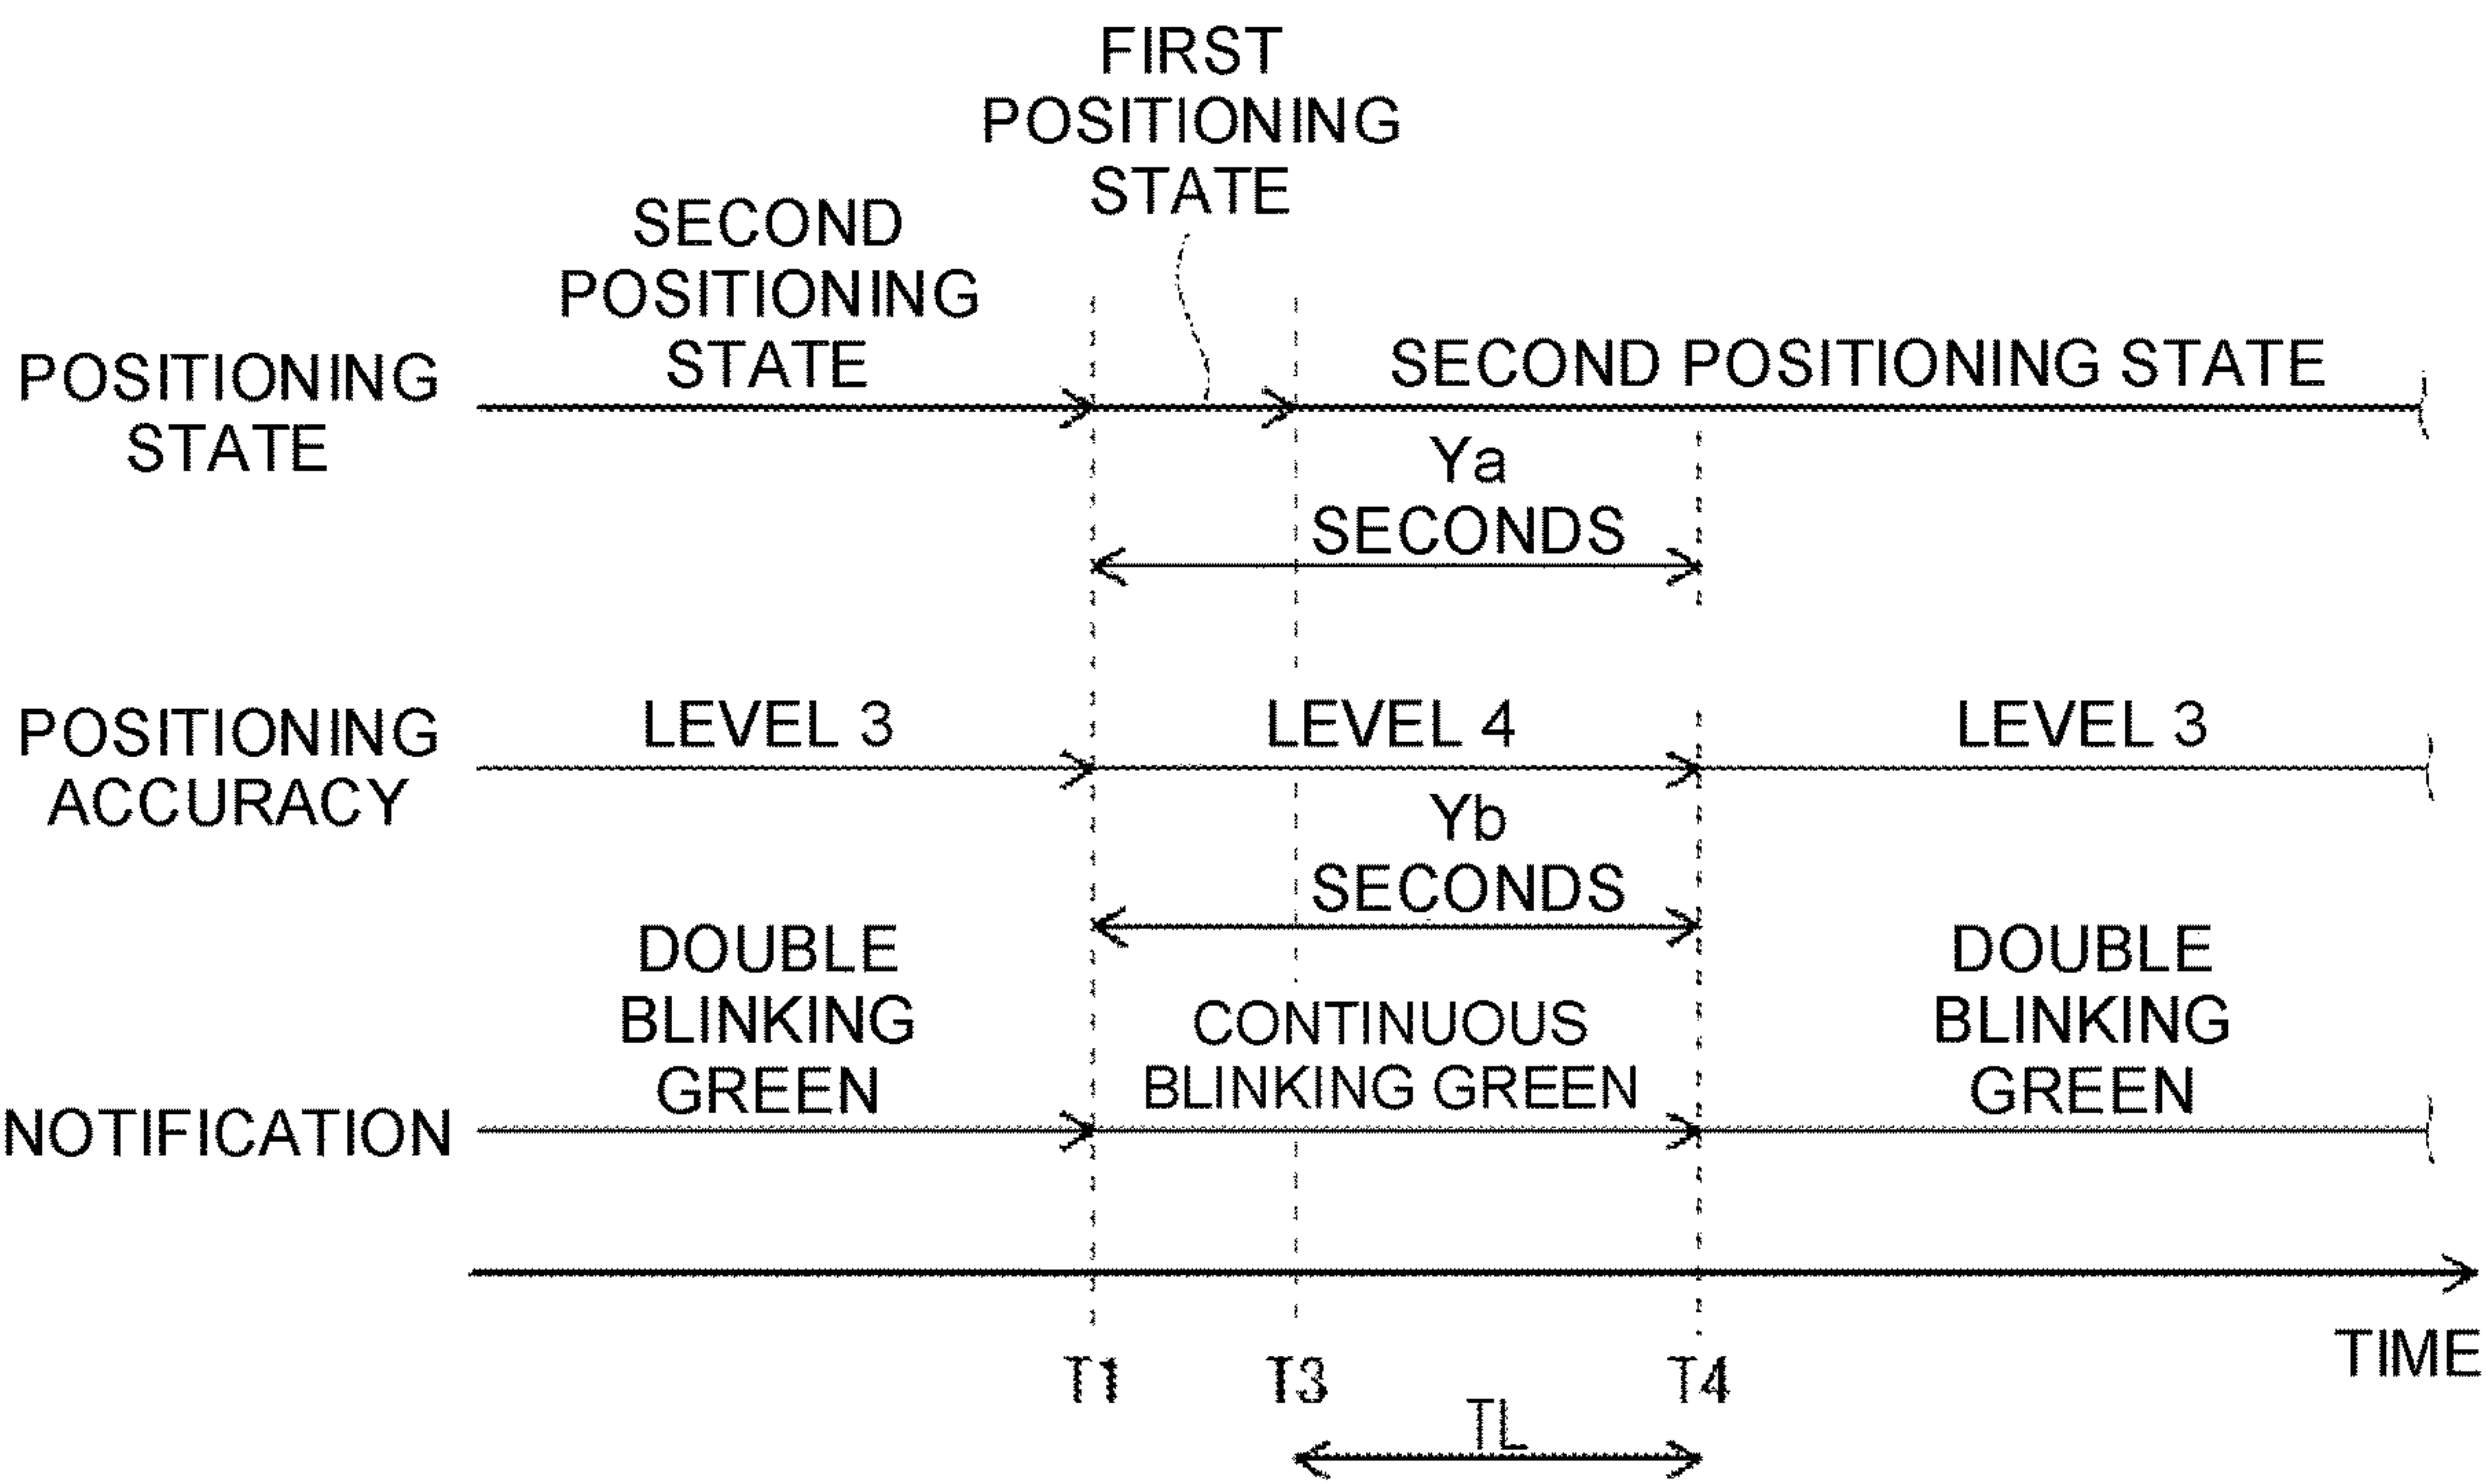 FIRST
POSITIONING
STATE
SECOND
POSITIONING
STATE
POSITIONING
STATE
SECOND POSITIONING STATE
Ya
SECONDS
POSITIONING
ACCURACY
LEVEL 3
LEVEL 4
LEVEL 3
Yb
SECONDS
NOTIFICATION
DOUBLE
BLINKING
GREEN
CONTINUOUS
BLINKING GREEN
DOUBLE
BLINKING
GREEN
TIME
T1
T3
T4
TL